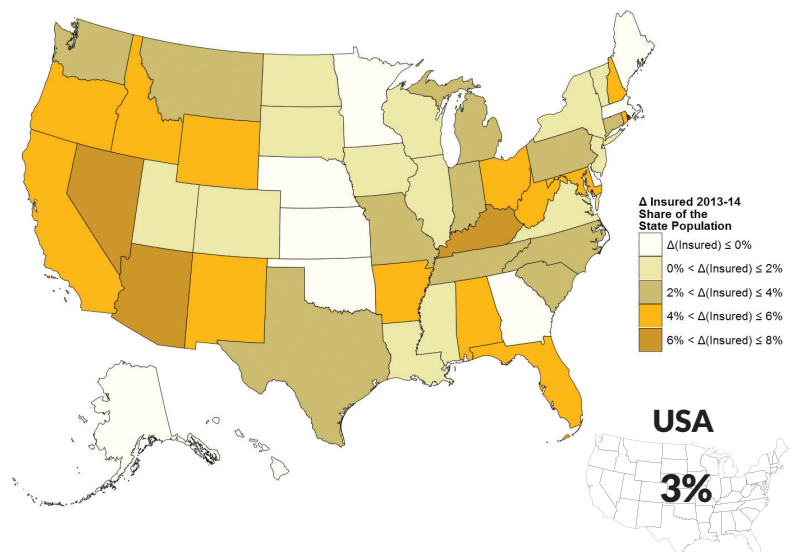 Δ Insured 2013-14
Share of the
State Population
Δ(Insured) ≤ 0%
0% < Δ(Insured) ≤ 2%
2% < Δ(Insured) ≤ 4%
4% < Δ(Insured) ≤ 6%
6% < Δ(Insured) ≤ 8%
USA
3%